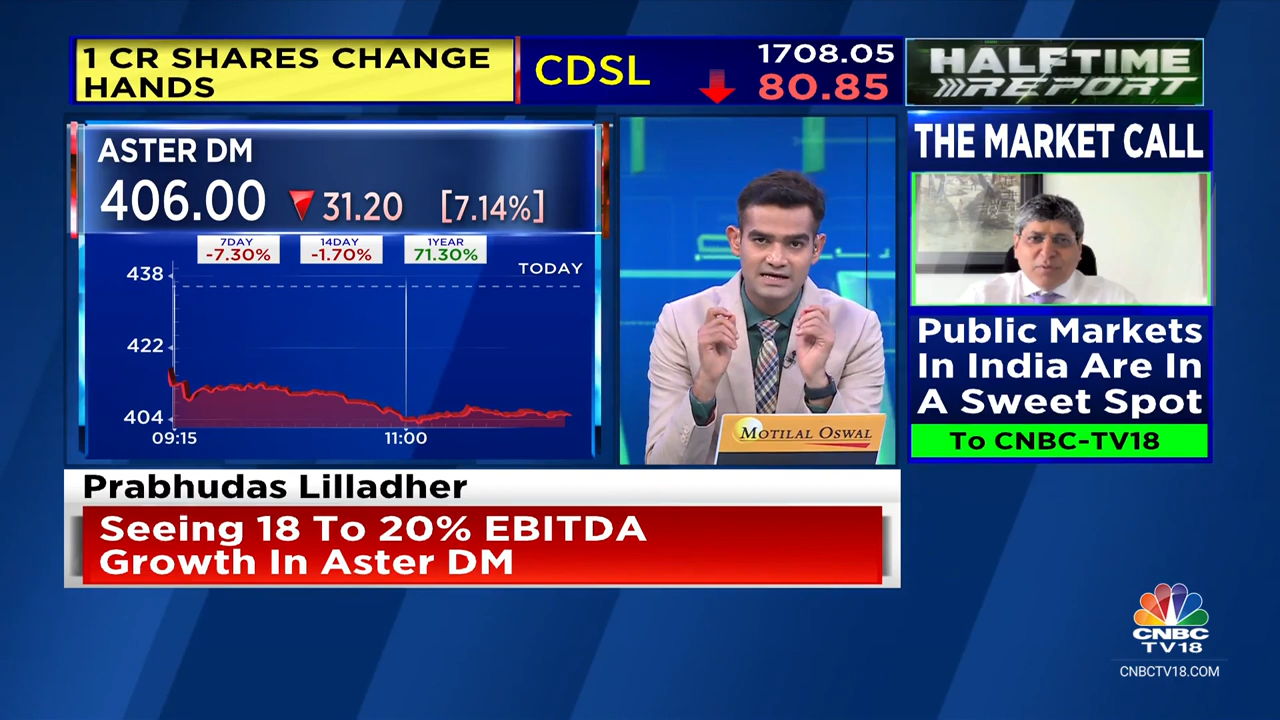 1 CR SHARES CHANGE
HANDS
CDSL
1708.05
80.85
HALFTIME
REPORT
ASTER DM
406.00 31.20 [7.14%]
7DAY
-7.30%
14DAY
-1.70%
1YEAR
71.30%
TODAY
438
422
404
09:15
11:00
MOTILAL OSWAL
THE MARKET CALL
Public Markets
In India Are In
A Sweet Spot
To CNBC-TV18
Prabhudas Lilladher
Seeing 18 To 20% EBITDA
Growth In Aster DM
CNBC
TV18
CNBCTV18.COM